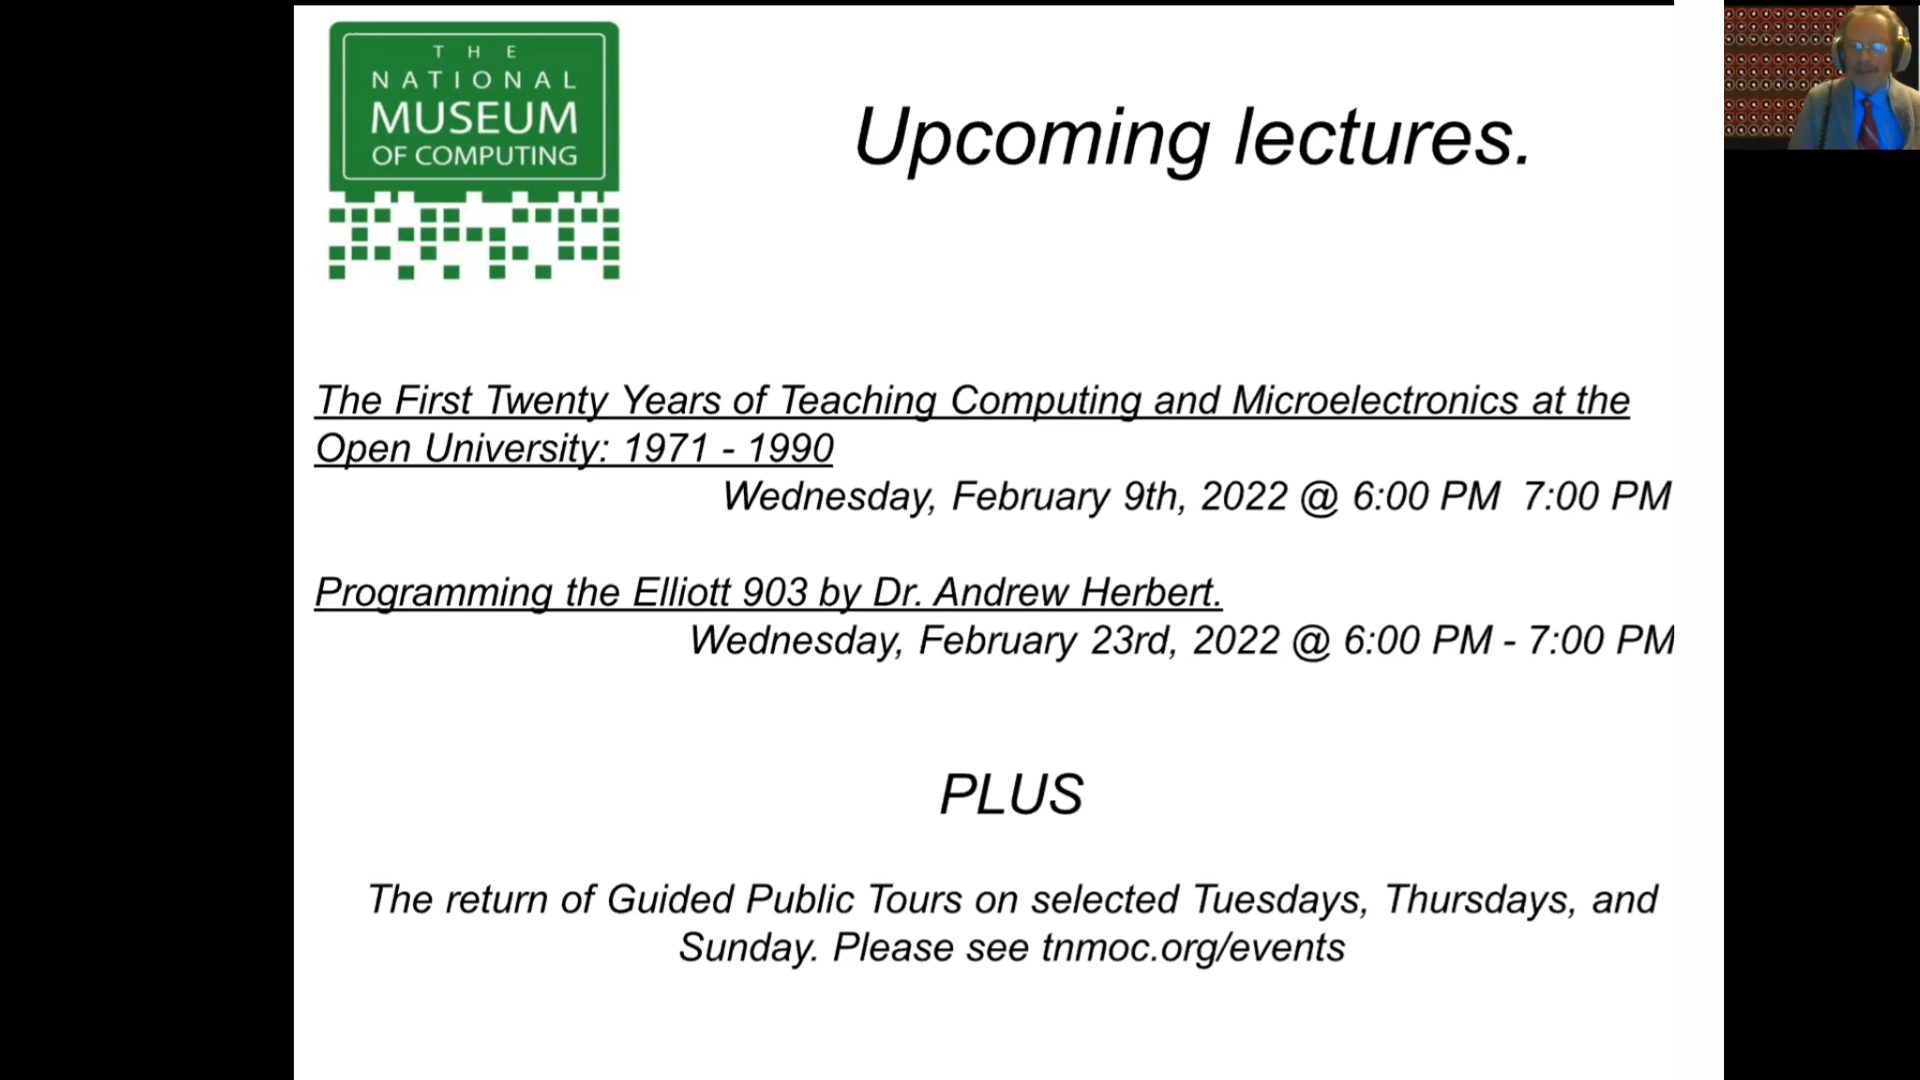 THE
NATIONAL
MUSEUM
OF COMPUTING
Upcoming lectures.
The First Twenty Years of Teaching Computing and Microelectronics at the
Open University: 1971 - 1990
Wednesday, February 9th, 2022 @ 6:00 PM 7:00 PM
Programming the Elliott 903 by Dr. Andrew Herbert.
Wednesday, February 23rd, 2022 @ 6:00 PM - 7:00 PM
PLUS
The return of Guided Public Tours on selected Tuesdays, Thursdays, and
Sunday. Please see tnmoc.org/events